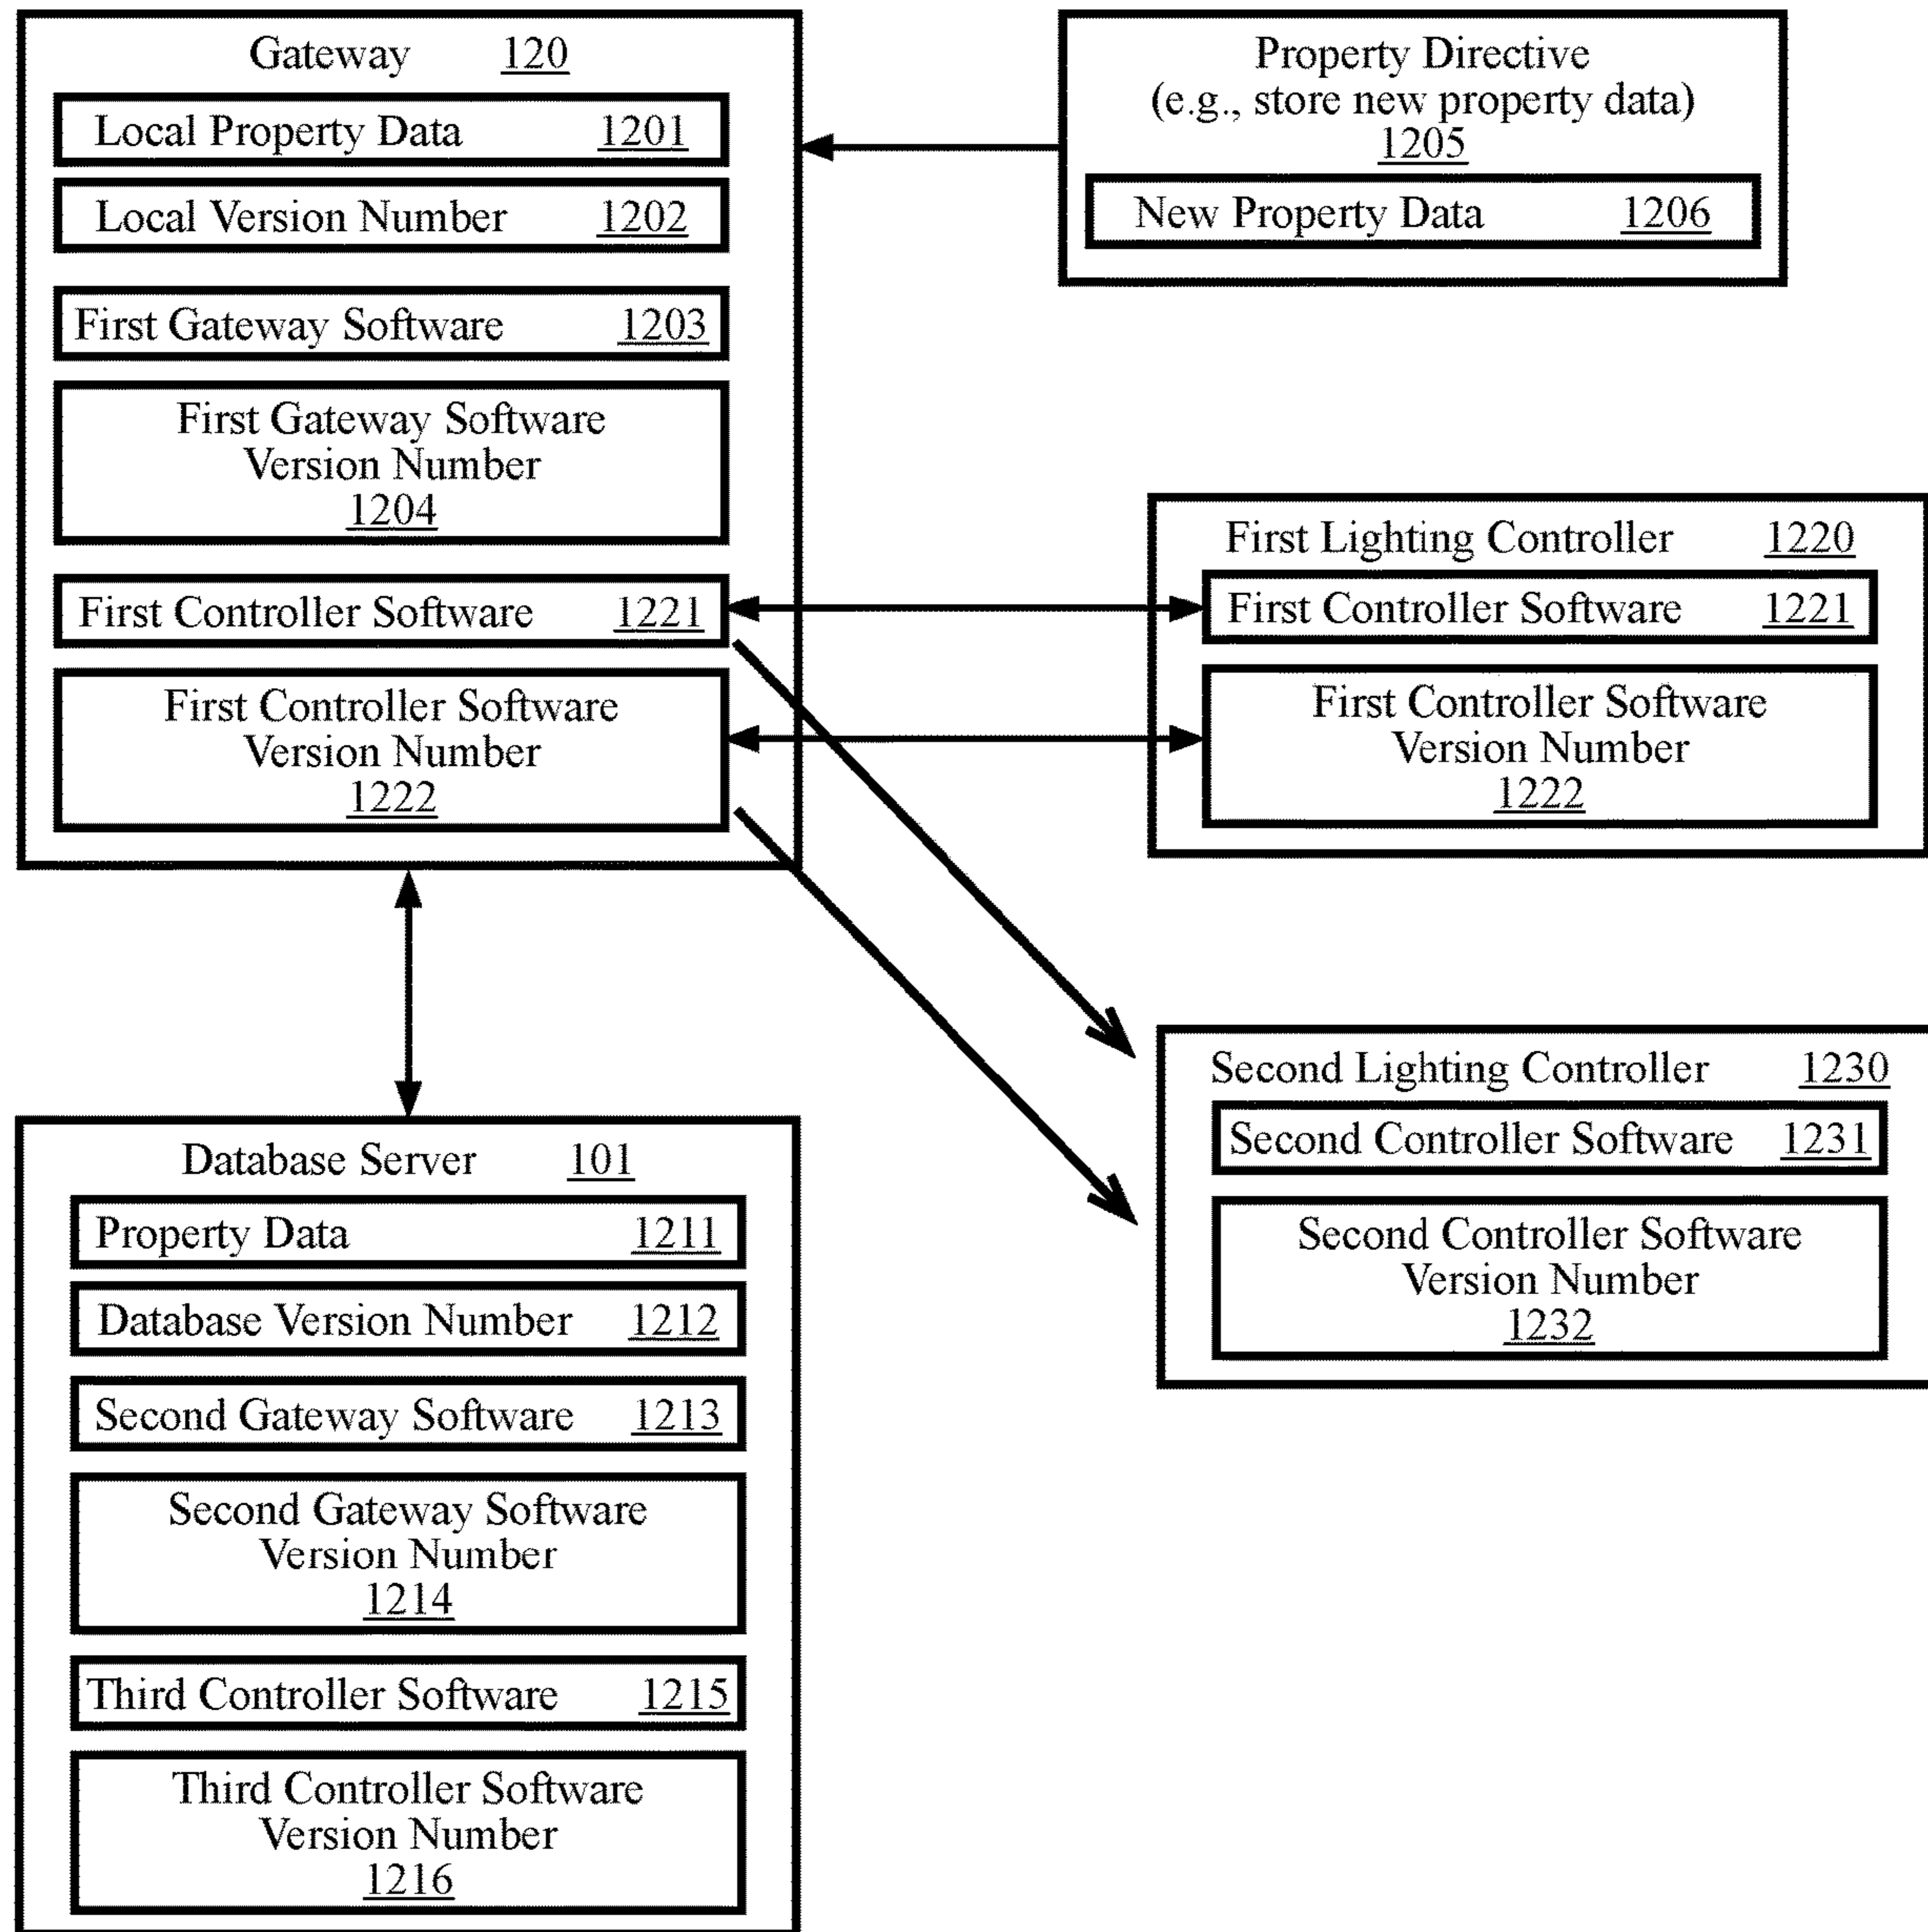 Gateway 120
Local Property Data 1201
Local Version Number 1202
First Gateway Software 1203
First Gateway Software
Version Number
1204
First Controller Software 1221
First Controller Software
Version Number
1222
Property Directive
(e.g., store new property data)
1205
New Property Data 1206
First Lighting Controller 1220
First Controller Software 1221
First Controller Software
Version Number
1222
Second Lighting Controller 1230
Second Controller Software 1231
Second Controller Software
Version Number
1232
Database Server 101
Property Data 1211
Database Version Number 1212
Second Gateway Software 1213
Second Gateway Software
Version Number
1214
Third Controller Software 1215
Third Controller Software
Version Number
1216